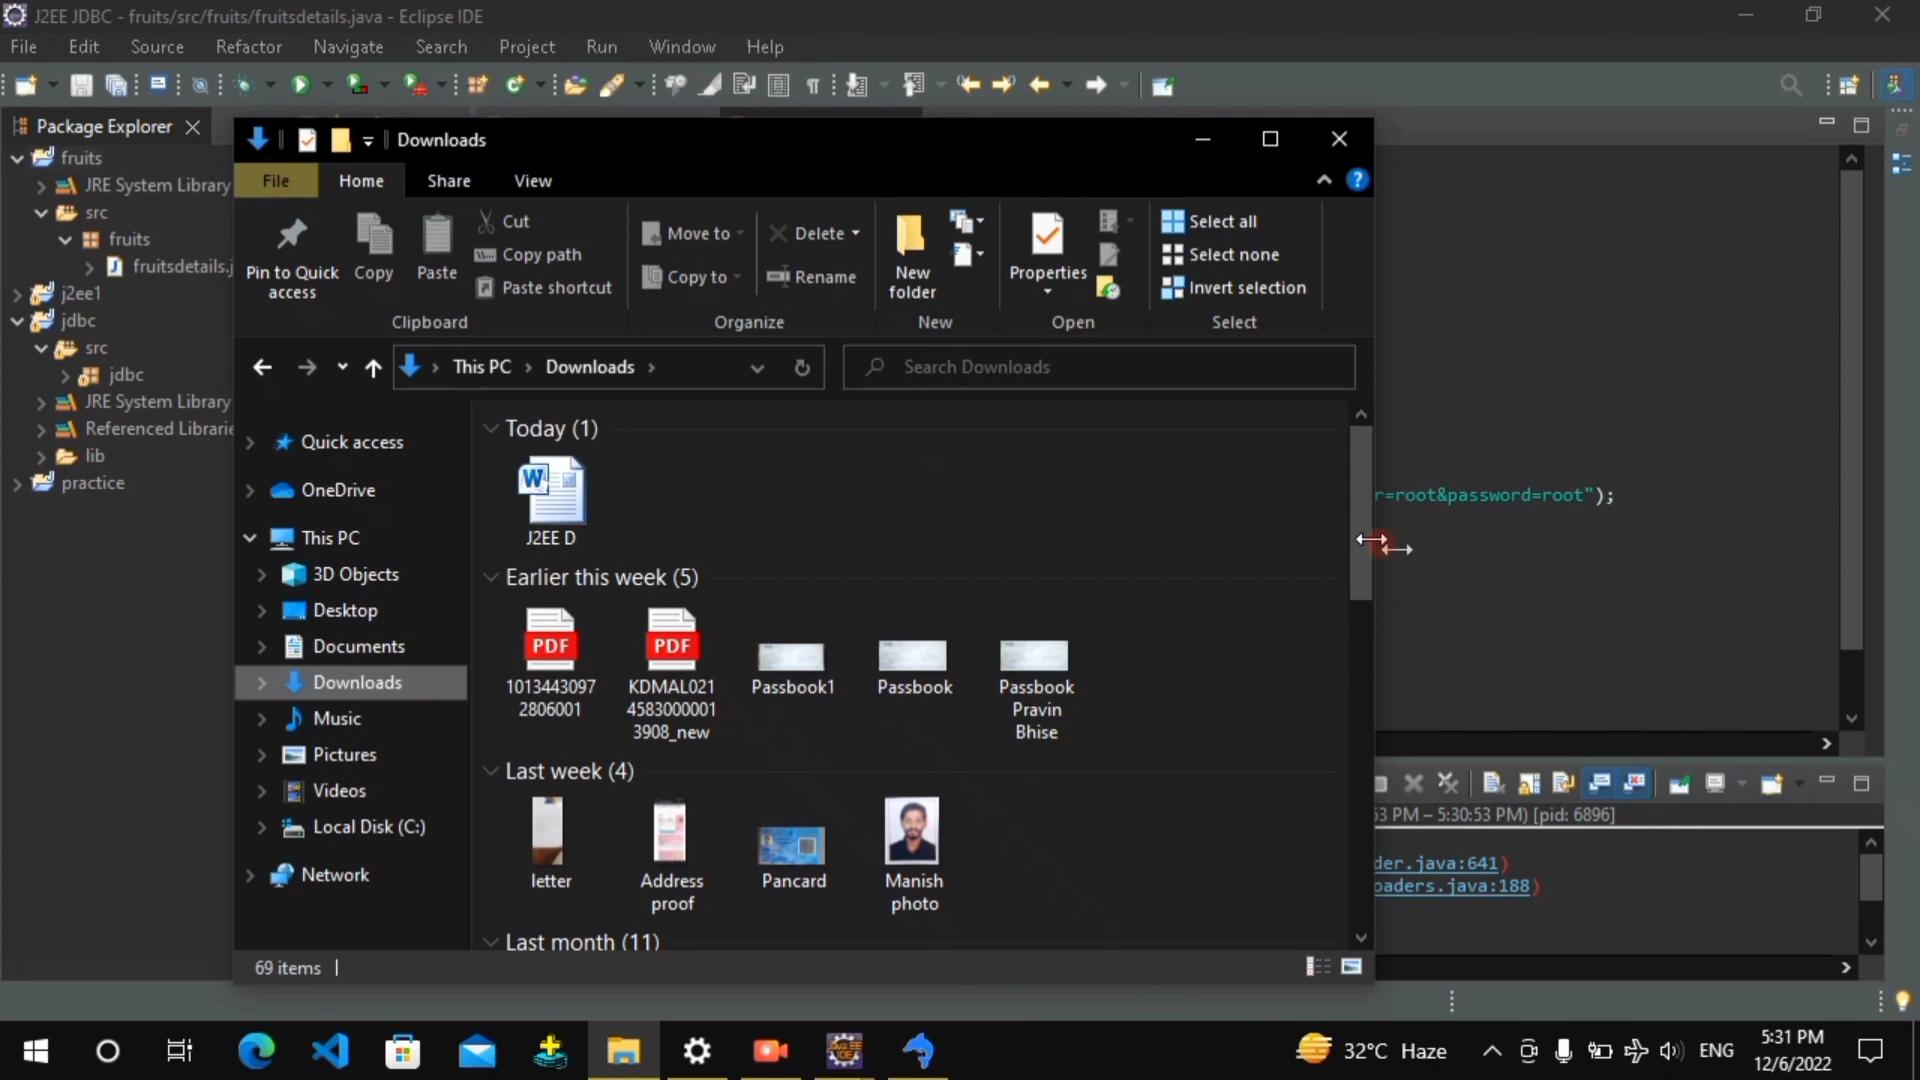 J2EE JDBC - fruits/src/fruits/fruitsdetails.java - Eclipse IDE
File Edit Source Refactor Navigate Search Project Run Window Help
Package Explorer
fruits
JRE System Library
src
fruits
fruitsdetails.j
j2ee1
jdbc
src
jdbc
JRE System Library
Referenced Librarie
lib
practice
Downloads
File Home Share View
Pin to Quick access
Copy
Paste
Cut
Copy path
Paste shortcut
Clipboard
Move to
Copy to
Delete
Rename
Organize
New folder
New
Properties
Open
Select all
Select none
Invert selection
Select
This PC Downloads
Search Downloads
Quick access
OneDrive
This PC
3D Objects
Desktop
Documents
Downloads
Music
Pictures
Videos
Local Disk (C:)
Network
Today (1)
J2EE D
Earlier this week (5)
PDF
1013443097
2806001
PDF
KDMAL021
4583000001
3908_new
Passbook1
Passbook
Passbook
Pravin
Bhise
Last week (4)
letter
Address
proof
Pancard
Manish
photo
Last month (11)
69 items
r=root&password=root");
53 PM – 5:30:53 PM) [pid: 6896]
der.java:641)
oaders.java:188)
32°C Haze
ENG
5:31 PM
12/6/2022